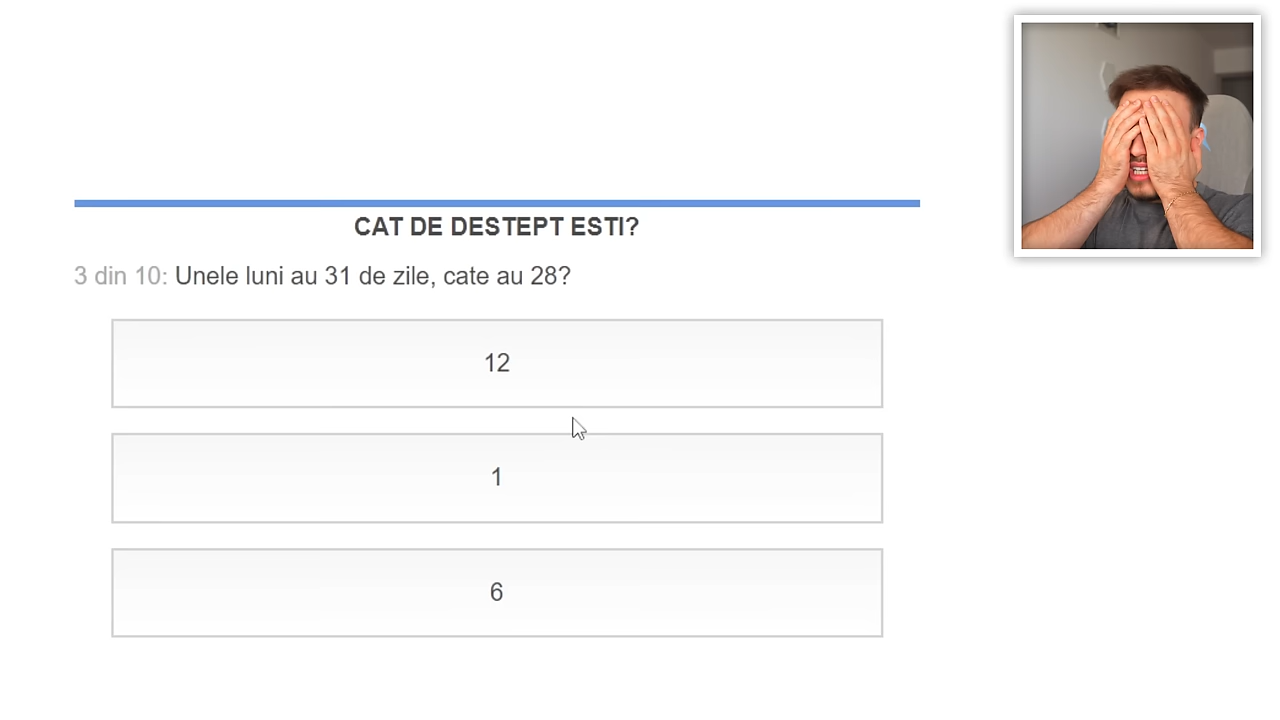 CAT DE DESTEPT ESTI?
3 din 10: Unele luni au 31 de zile, cate au 28?
12
1
6